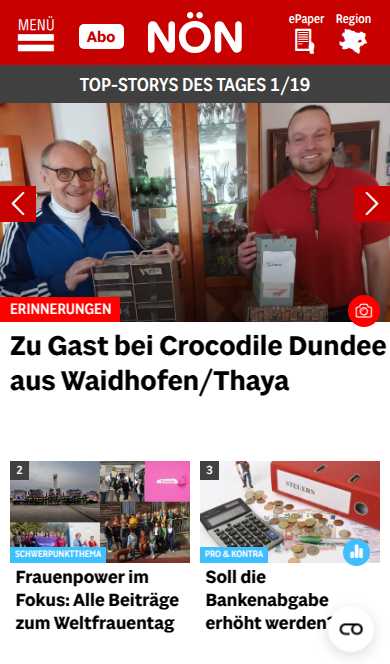 MENÜ
Abo
NÖN
ePaper
Region
TOP-STORYS DES TAGES 1/19
ERINNERUNGEN
Zu Gast bei Crocodile Dundee
aus Waidhofen/Thaya
2
SCHWERPUNKTTHEMA
Frauenpower im
Fokus: Alle Beiträge
zum Weltfrauentag
3
STEUERN
PRO & KONTRA
Soll die
Bankenabgabe
erhöht werden?